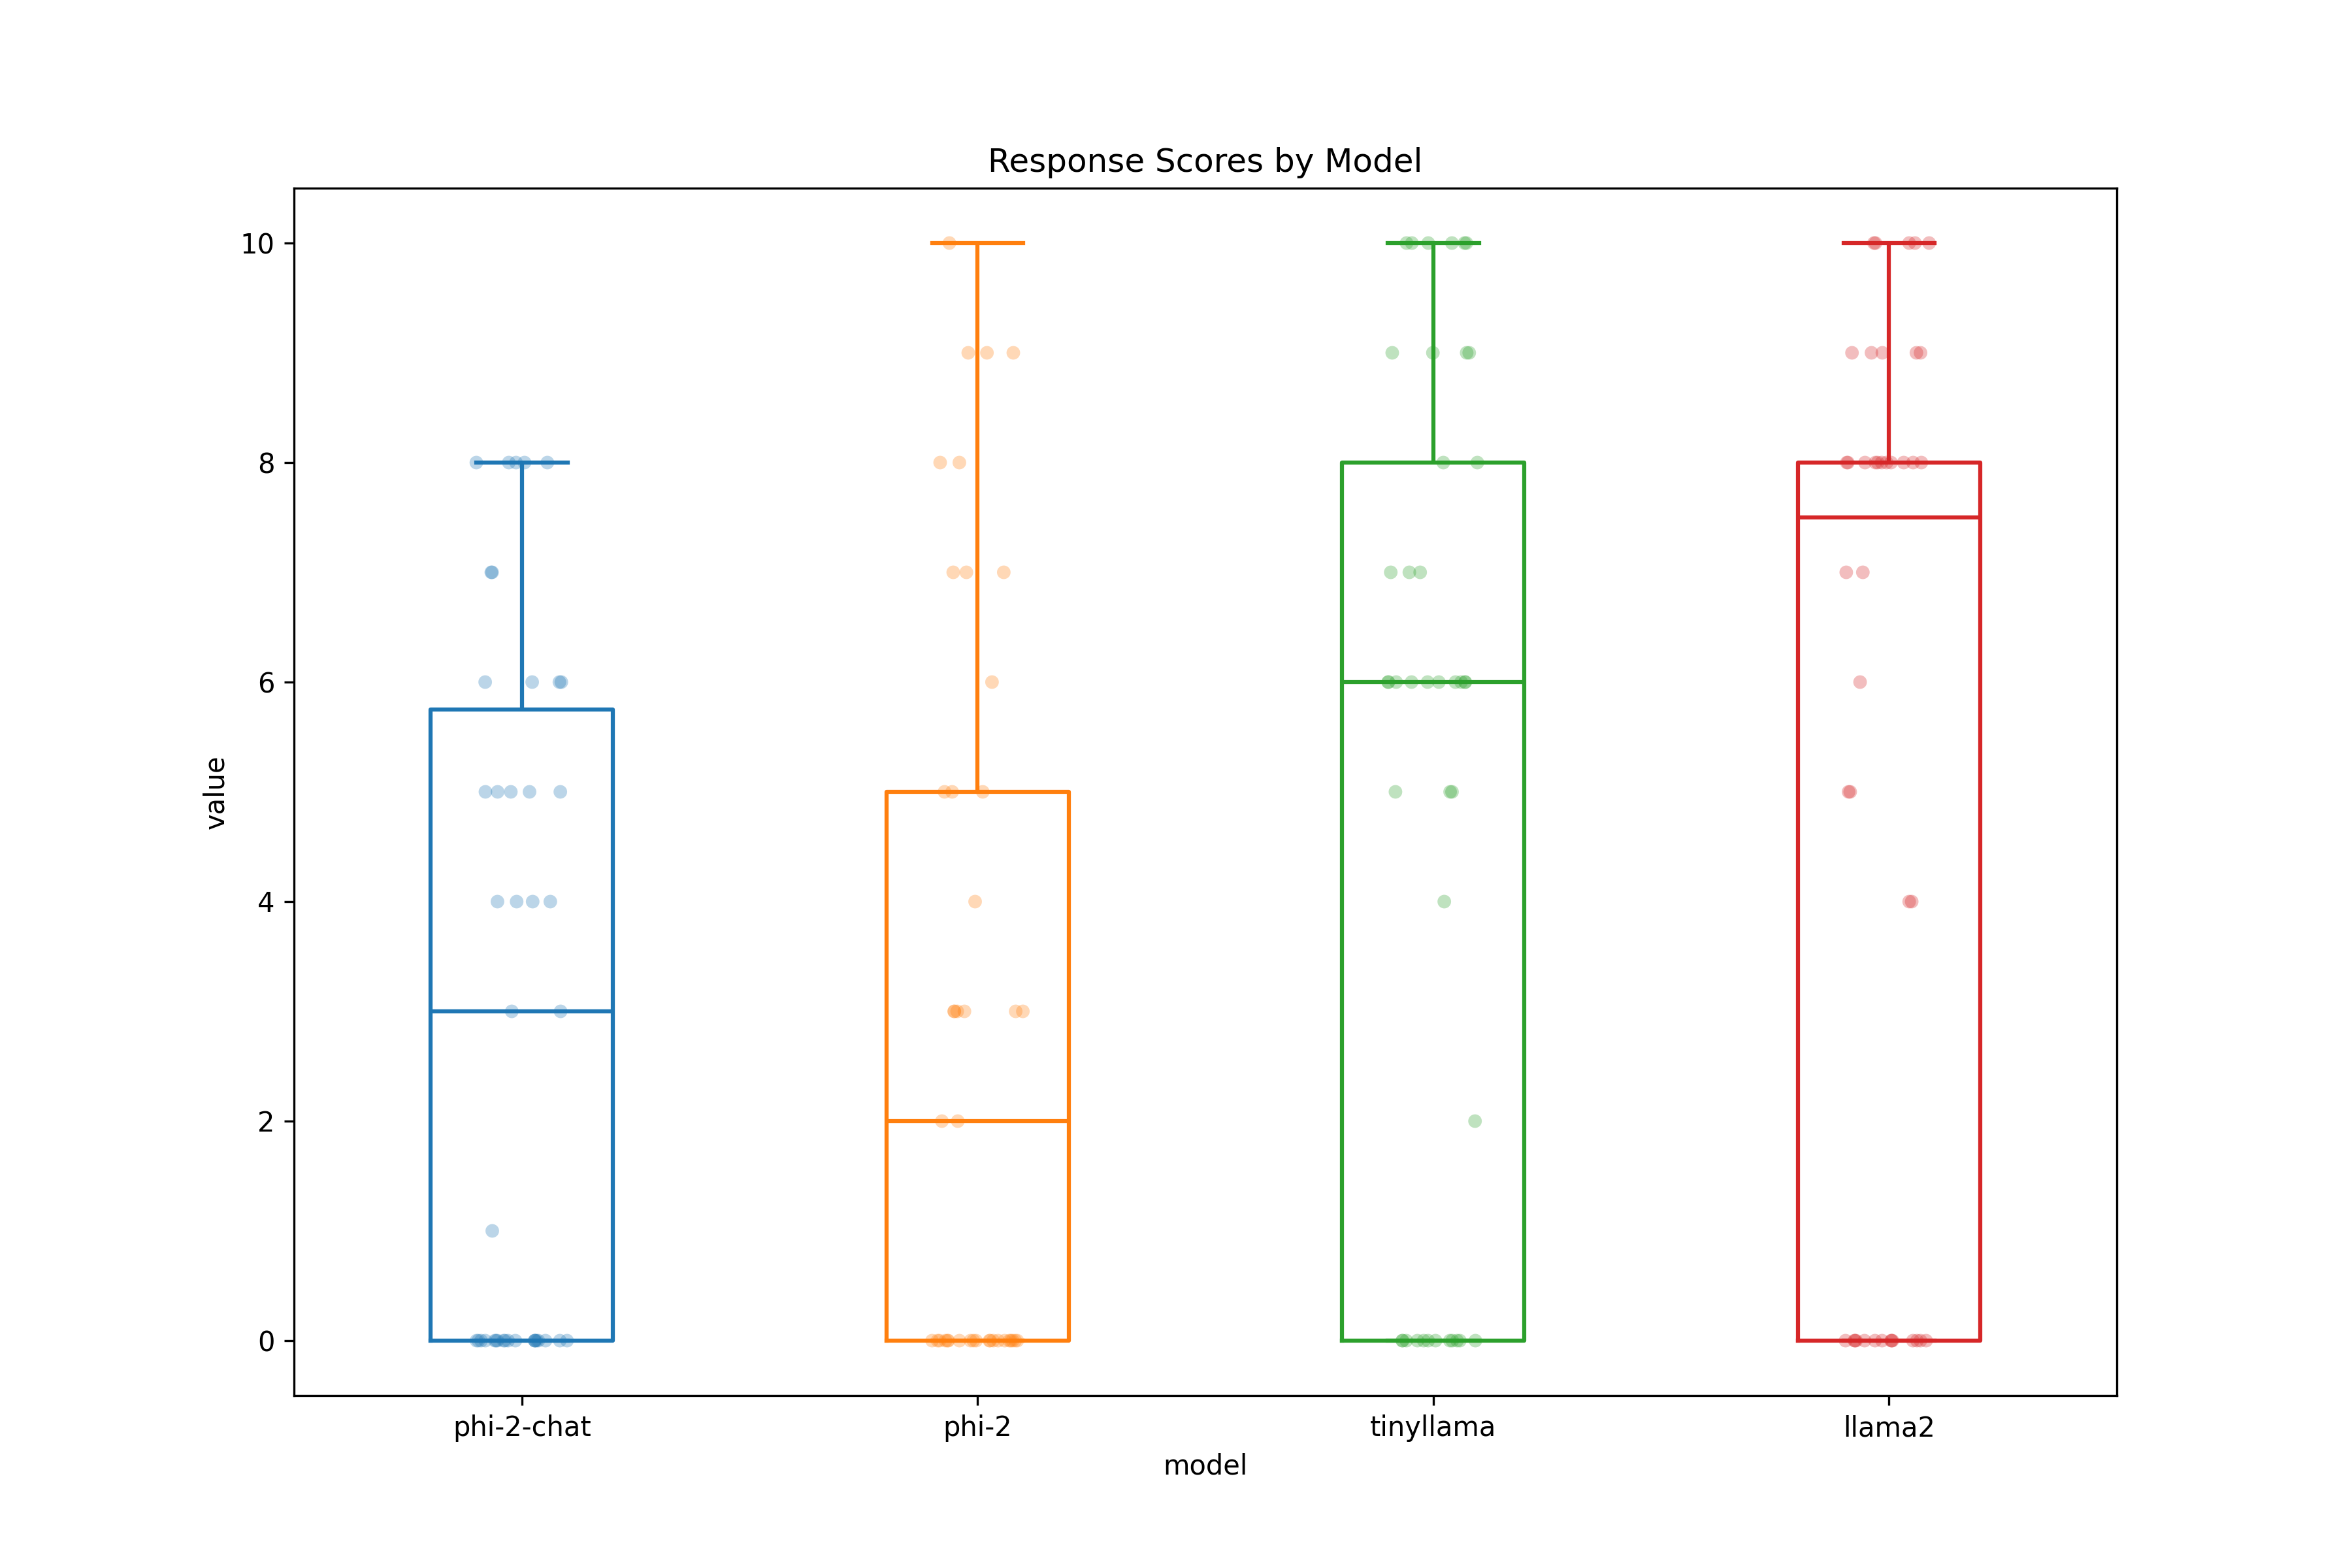 Response Scores by Model
10
8
6
4
2
0
value
phi-2-chat
phi-2
tinyllama
llama2
model